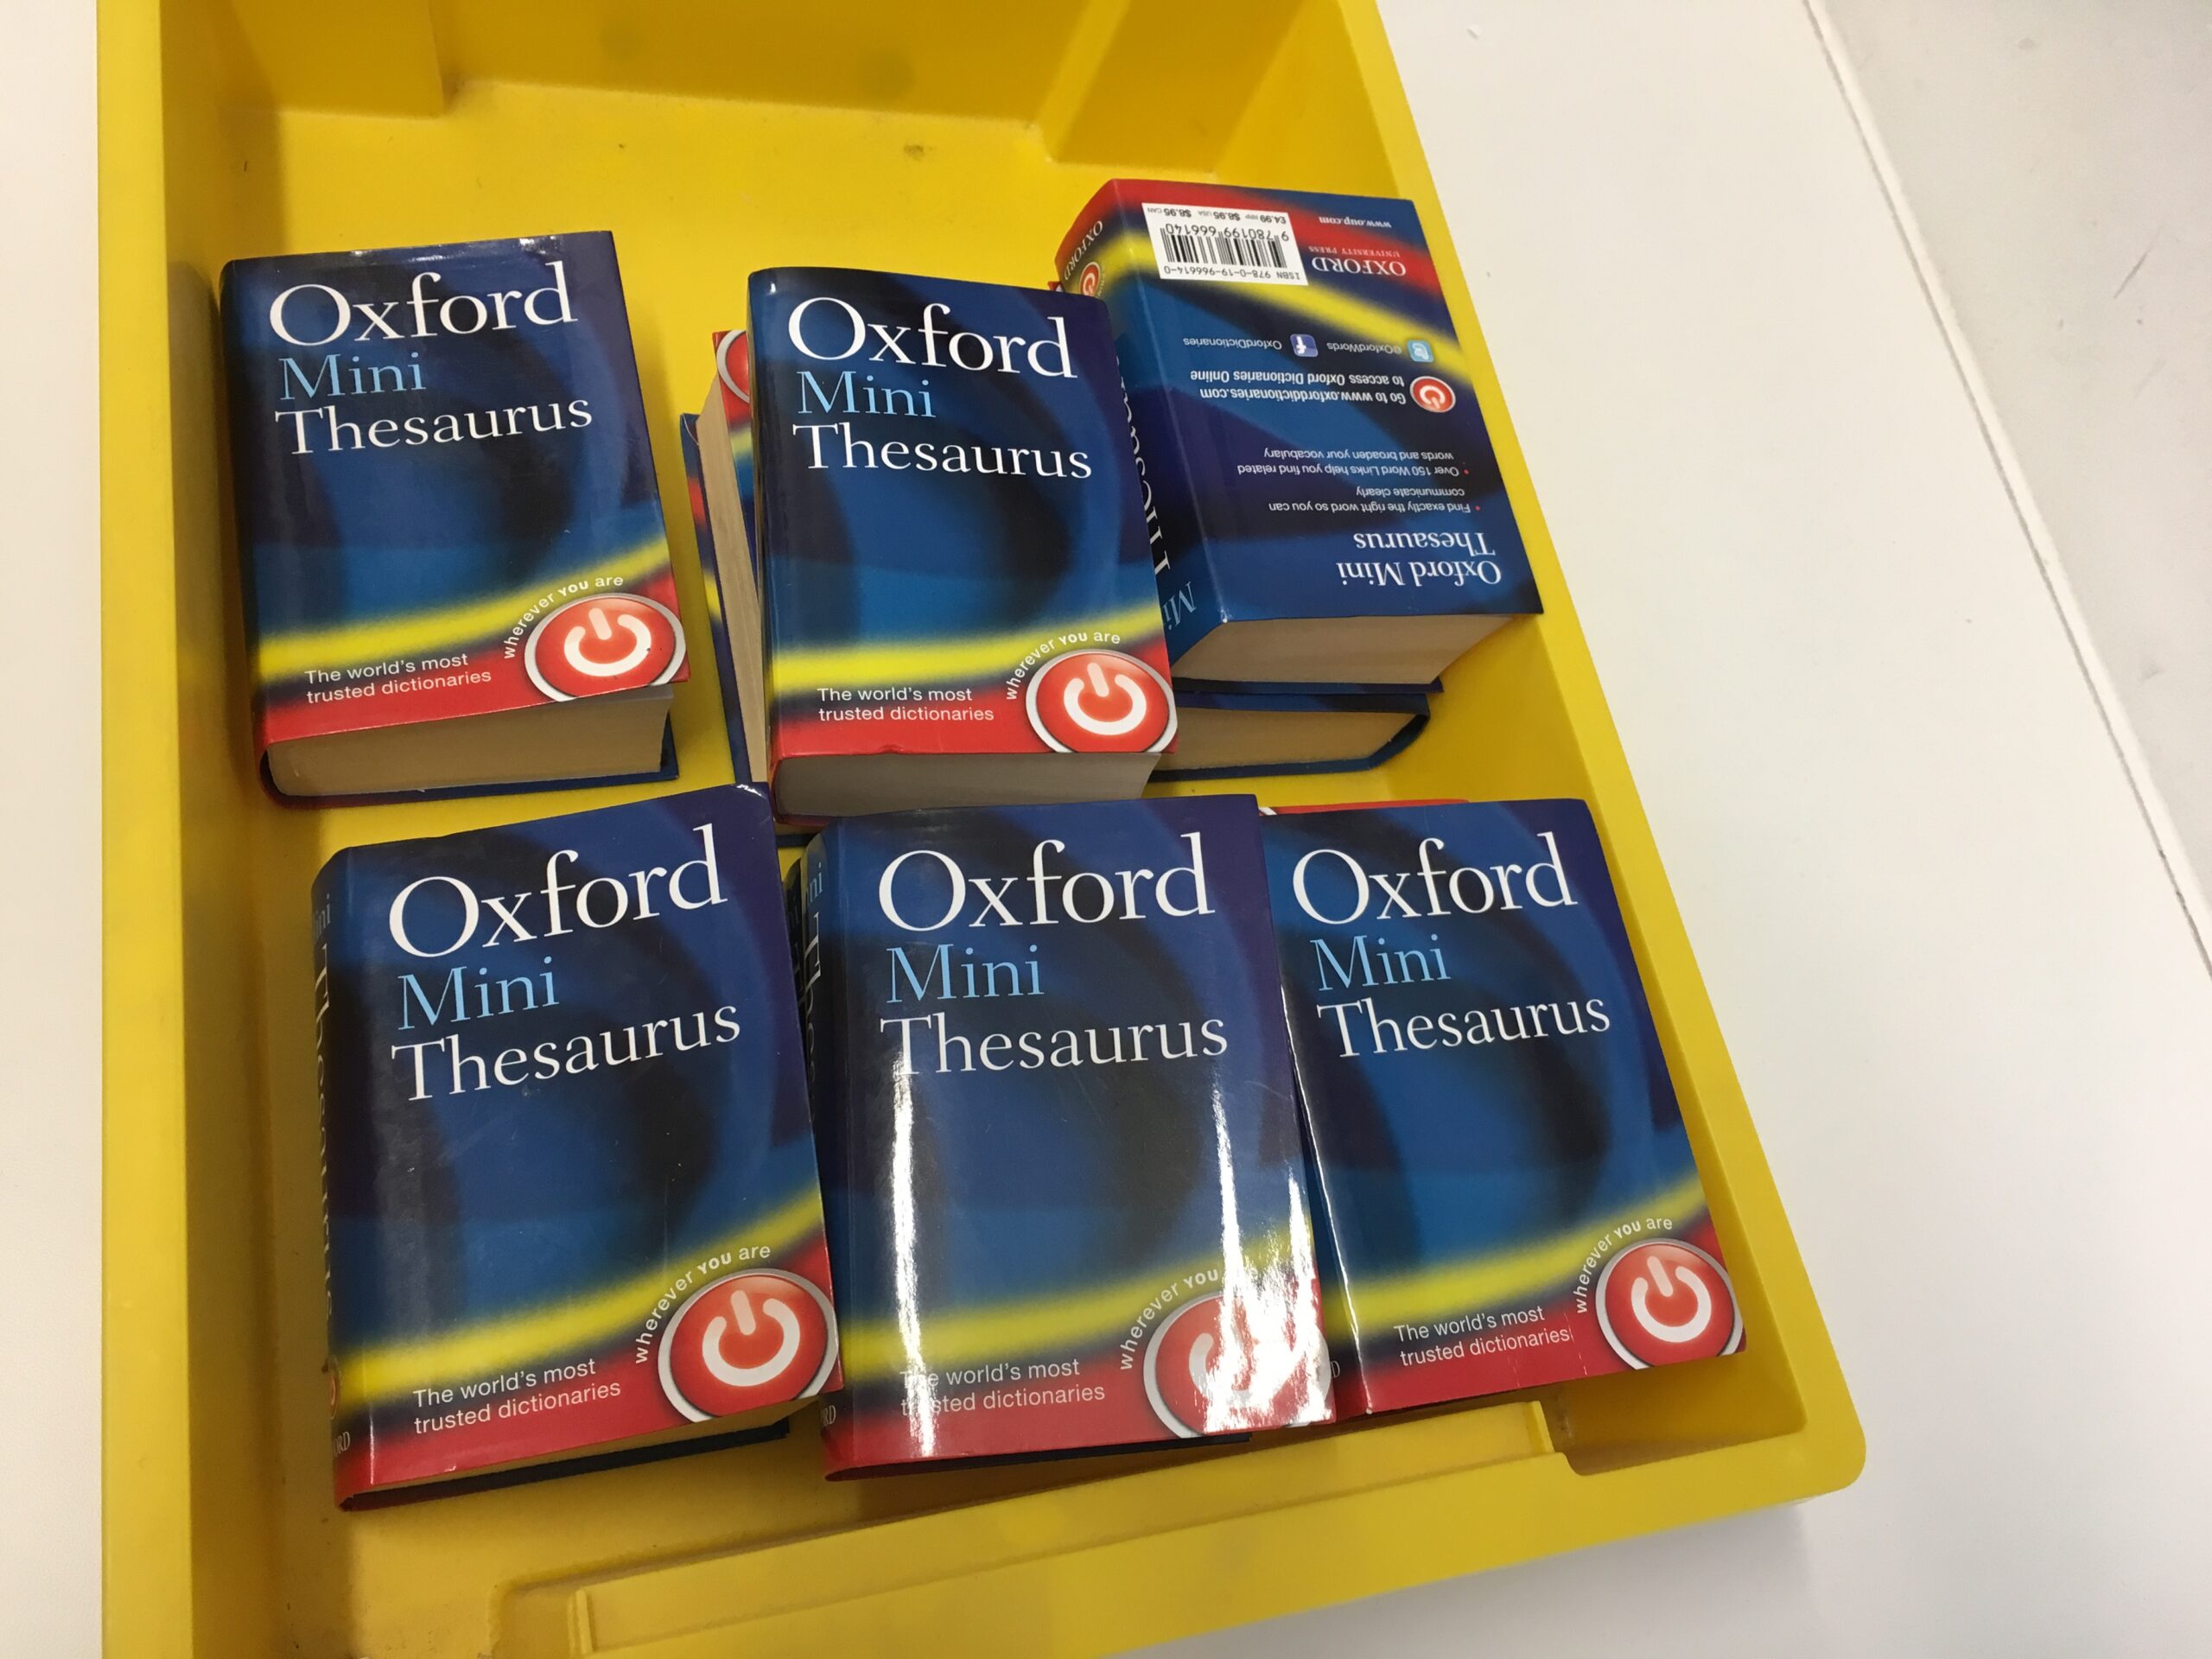 Oxford
Mini
Thesaurus
wherever YOU are
The world's most
trusted dictionaries
Oxford
Mini
Thesaurus
wherever YOU are
The world's most
trusted dictionaries
Oxford Mini
Thesaurus
• Find exactly the right word so you can
communicate clearly
• Over 150 Word Links help you find related
words and broaden your vocabulary
Go to www.oxforddictionaries.com
to access Oxford Dictionaries Online
@OxfordWords OxfordDictionaries
OXFORD
UNIVERSITY PRESS
www.oup.com
ISBN 978-0-19-966614-0
9 780199 666140
£4.99 RRP $8.95 USA $8.95 CAN
OXFORD
Oxford
Mini
Thesaurus
wherever YOU are
The world's most
trusted dictionaries
Oxford
Mini
Thesaurus
wherever YOU are
The world's most
trusted dictionaries
Oxford
Mini
Thesaurus
wherever YOU are
The world's most
trusted dictionaries